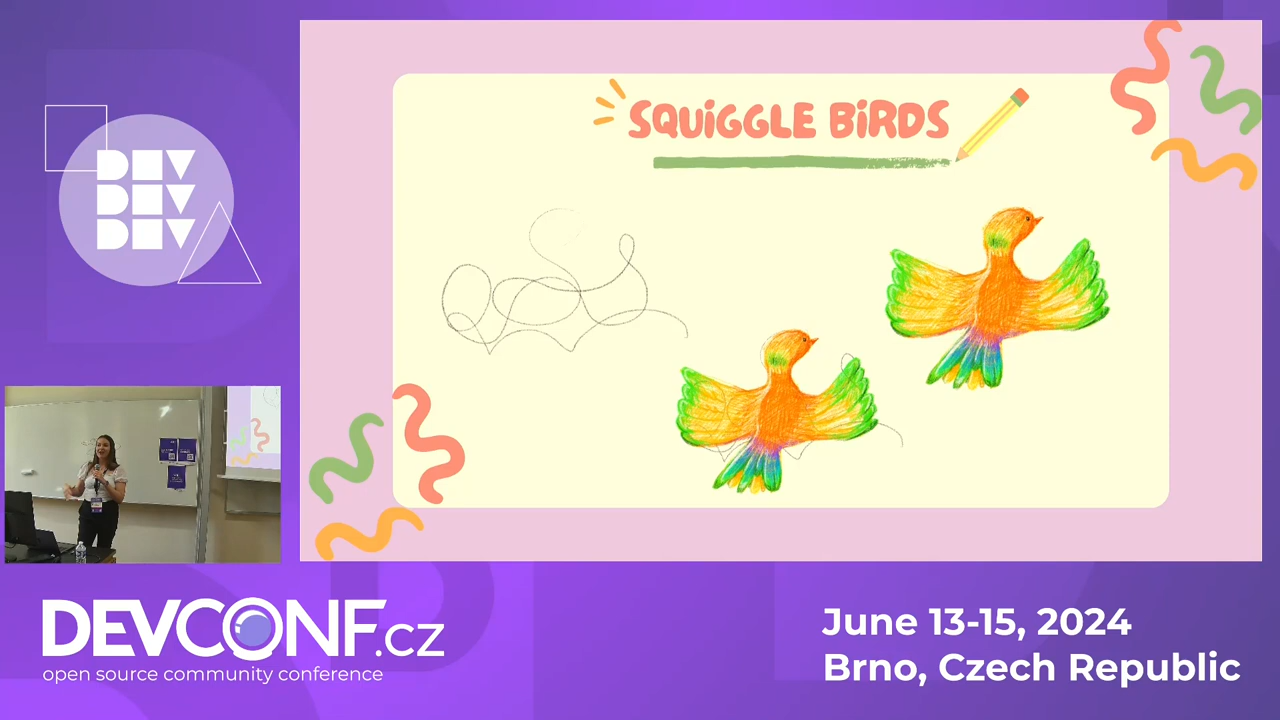 SQUiGGLE BiRDS
DEV
DEV
DEV
DEVCONF.cz
open source community conference
June 13-15, 2024
Brno, Czech Republic